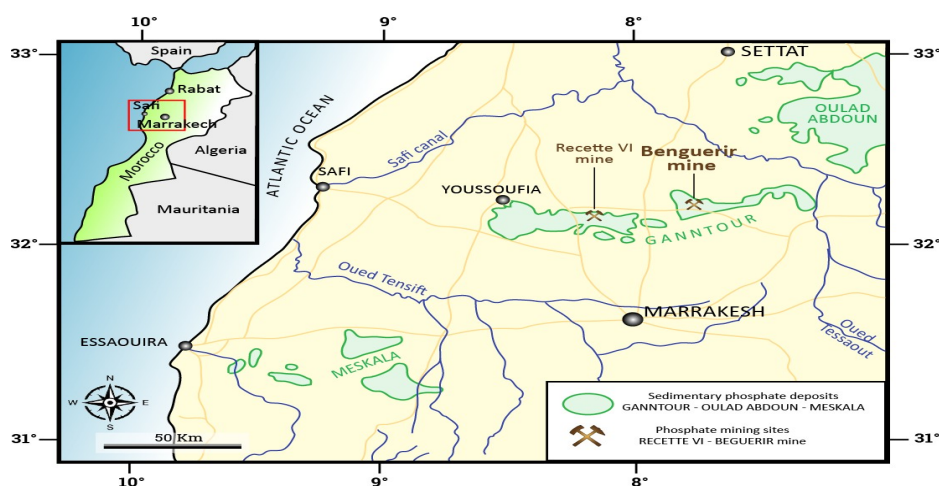 10°
9°
8°
33°
33°
Spain
Rabat
Safi
Marrakech
Morocco
Algeria
Mauritania
ATLANTIC OCEAN
SETTAT
OULAD
ABDOUN
Safi canal
Recette VI
mine
Benguerir
mine
SAFI
YOUSSOUFIA
GANNTOUR
32°
32°
Oued Tensift
MARRAKESH
Oued
Tessaout
ESSAOUIRA
MESKALA
N
W
E
S
50 Km
Sedimentary phosphate deposits
GANNTOUR - OULAD ABDOUN - MESKALA
Phosphate mining sites
RECETTE VI - BEGUERIR mine
31°
31°
10°
9°
8°